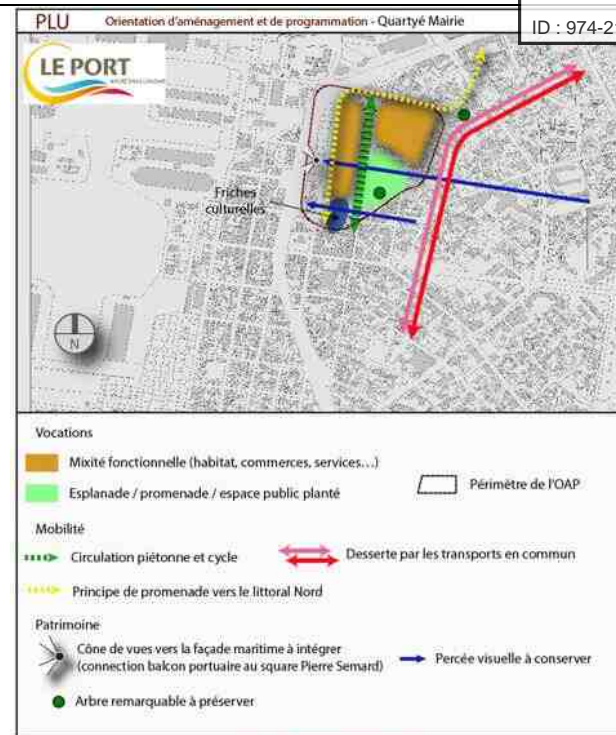 PLU Orientation d'aménagement et de programmation - Quartyé Mairie
ID : 974-2
LE PORT
Friches
culturelles
N
Vocations
Mixité fonctionnelle (habitat, commerces, services...)
Esplanade / promenade / espace public planté
Périmètre de l'OAP
Mobilité
Circulation piétonne et cycle
Desserte par les transports en commun
Principe de promenade vers le littoral Nord
Patrimoine
Cône de vues vers la façade maritime à intégrer
(connection balcon portuaire au square Pierre Semard)
Percée visuelle à conserver
Arbre remarquable à préserver